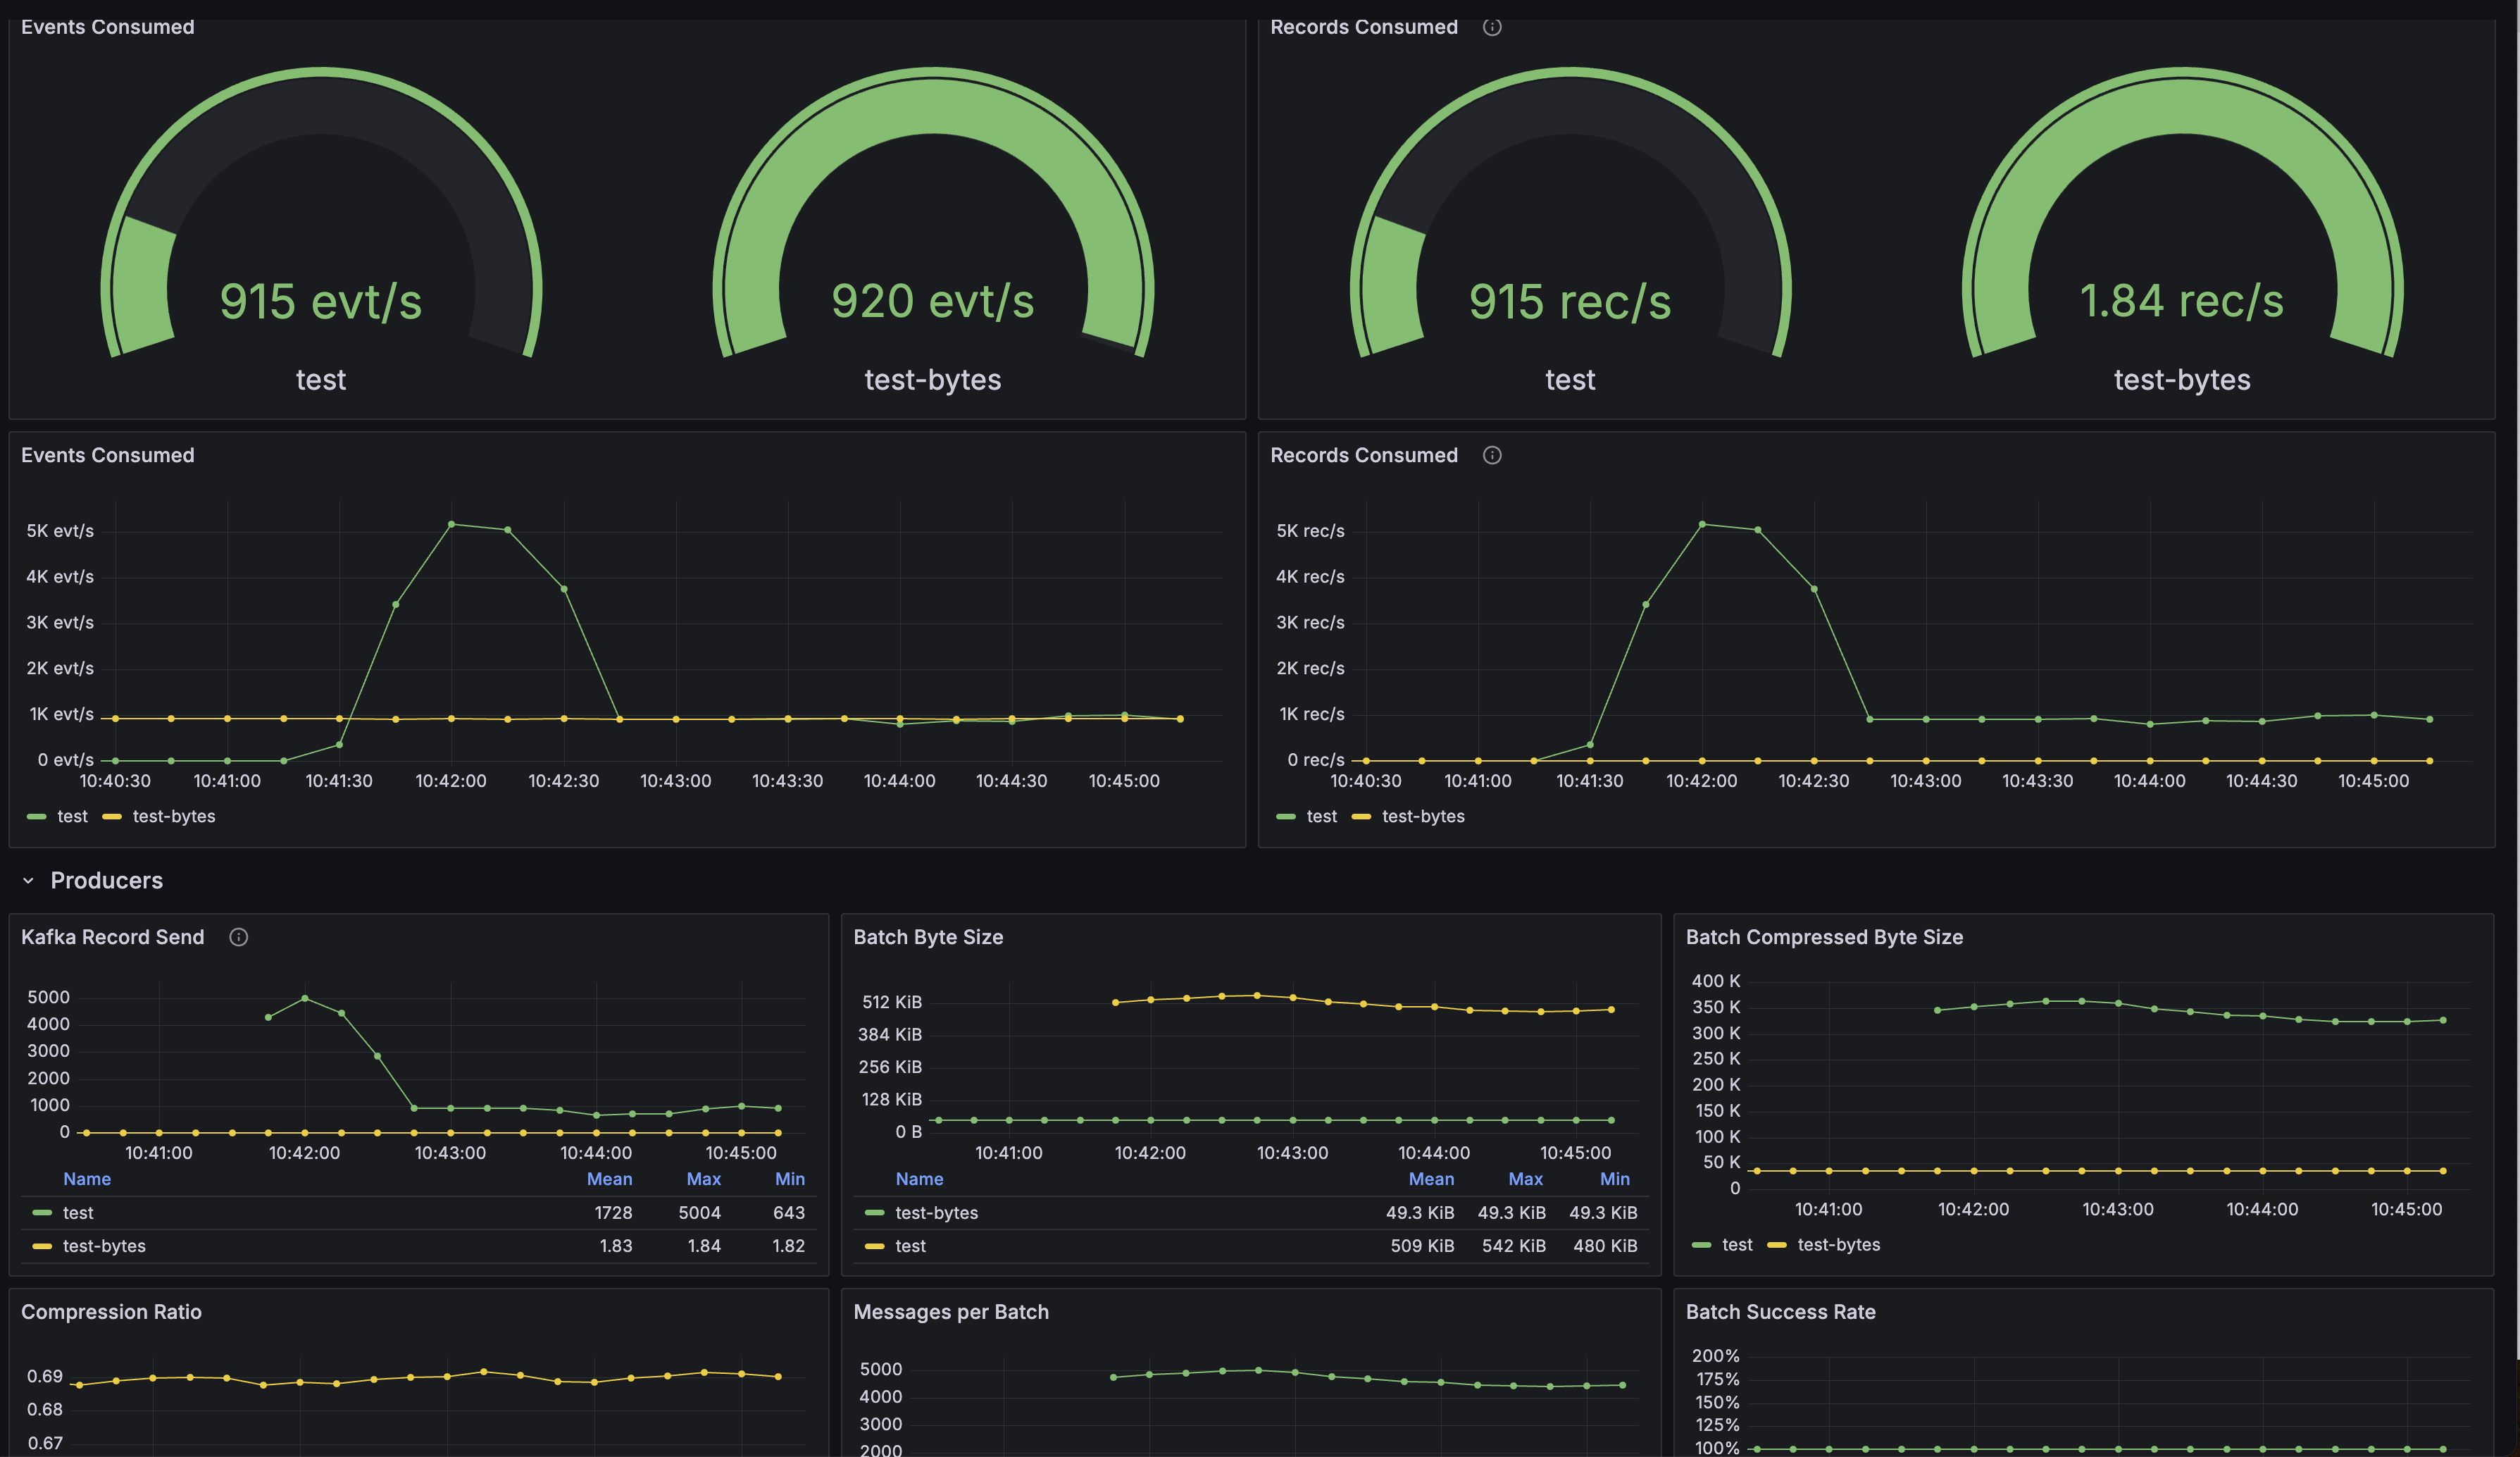 Events Consumed
Records Consumed
915 evt/s
920 evt/s
915 rec/s
1.84 rec/s
test
test-bytes
test
test-bytes
Events Consumed
5K evt/s
4K evt/s
3K evt/s
2K evt/s
1K evt/s
0 evt/s
10:40:30 10:41:00 10:41:30 10:42:00 10:42:30 10:43:00 10:43:30 10:44:00 10:44:30 10:45:00
test test-bytes
Records Consumed
5K rec/s
4K rec/s
3K rec/s
2K rec/s
1K rec/s
0 rec/s
10:40:30 10:41:00 10:41:30 10:42:00 10:42:30 10:43:00 10:43:30 10:44:00 10:44:30 10:45:00
test test-bytes
Producers
Kafka Record Send
5000
4000
3000
2000
1000
0
10:41:00 10:42:00 10:43:00 10:44:00 10:45:00
Name Mean Max Min
test 1728 5004 643
test-bytes 1.83 1.84 1.82
Batch Byte Size
512 KiB
384 KiB
256 KiB
128 KiB
0 B
10:41:00 10:42:00 10:43:00 10:44:00 10:45:00
Name Mean Max Min
test-bytes 49.3 KiB 49.3 KiB 49.3 KiB
test 509 KiB 542 KiB 480 KiB
Batch Compressed Byte Size
400 K
350 K
300 K
250 K
200 K
150 K
100 K
50 K
0
10:41:00 10:42:00 10:43:00 10:44:00 10:45:00
test test-bytes
Compression Ratio
0.69
0.68
0.67
Messages per Batch
5000
4000
3000
2000
Batch Success Rate
200%
175%
150%
125%
100%